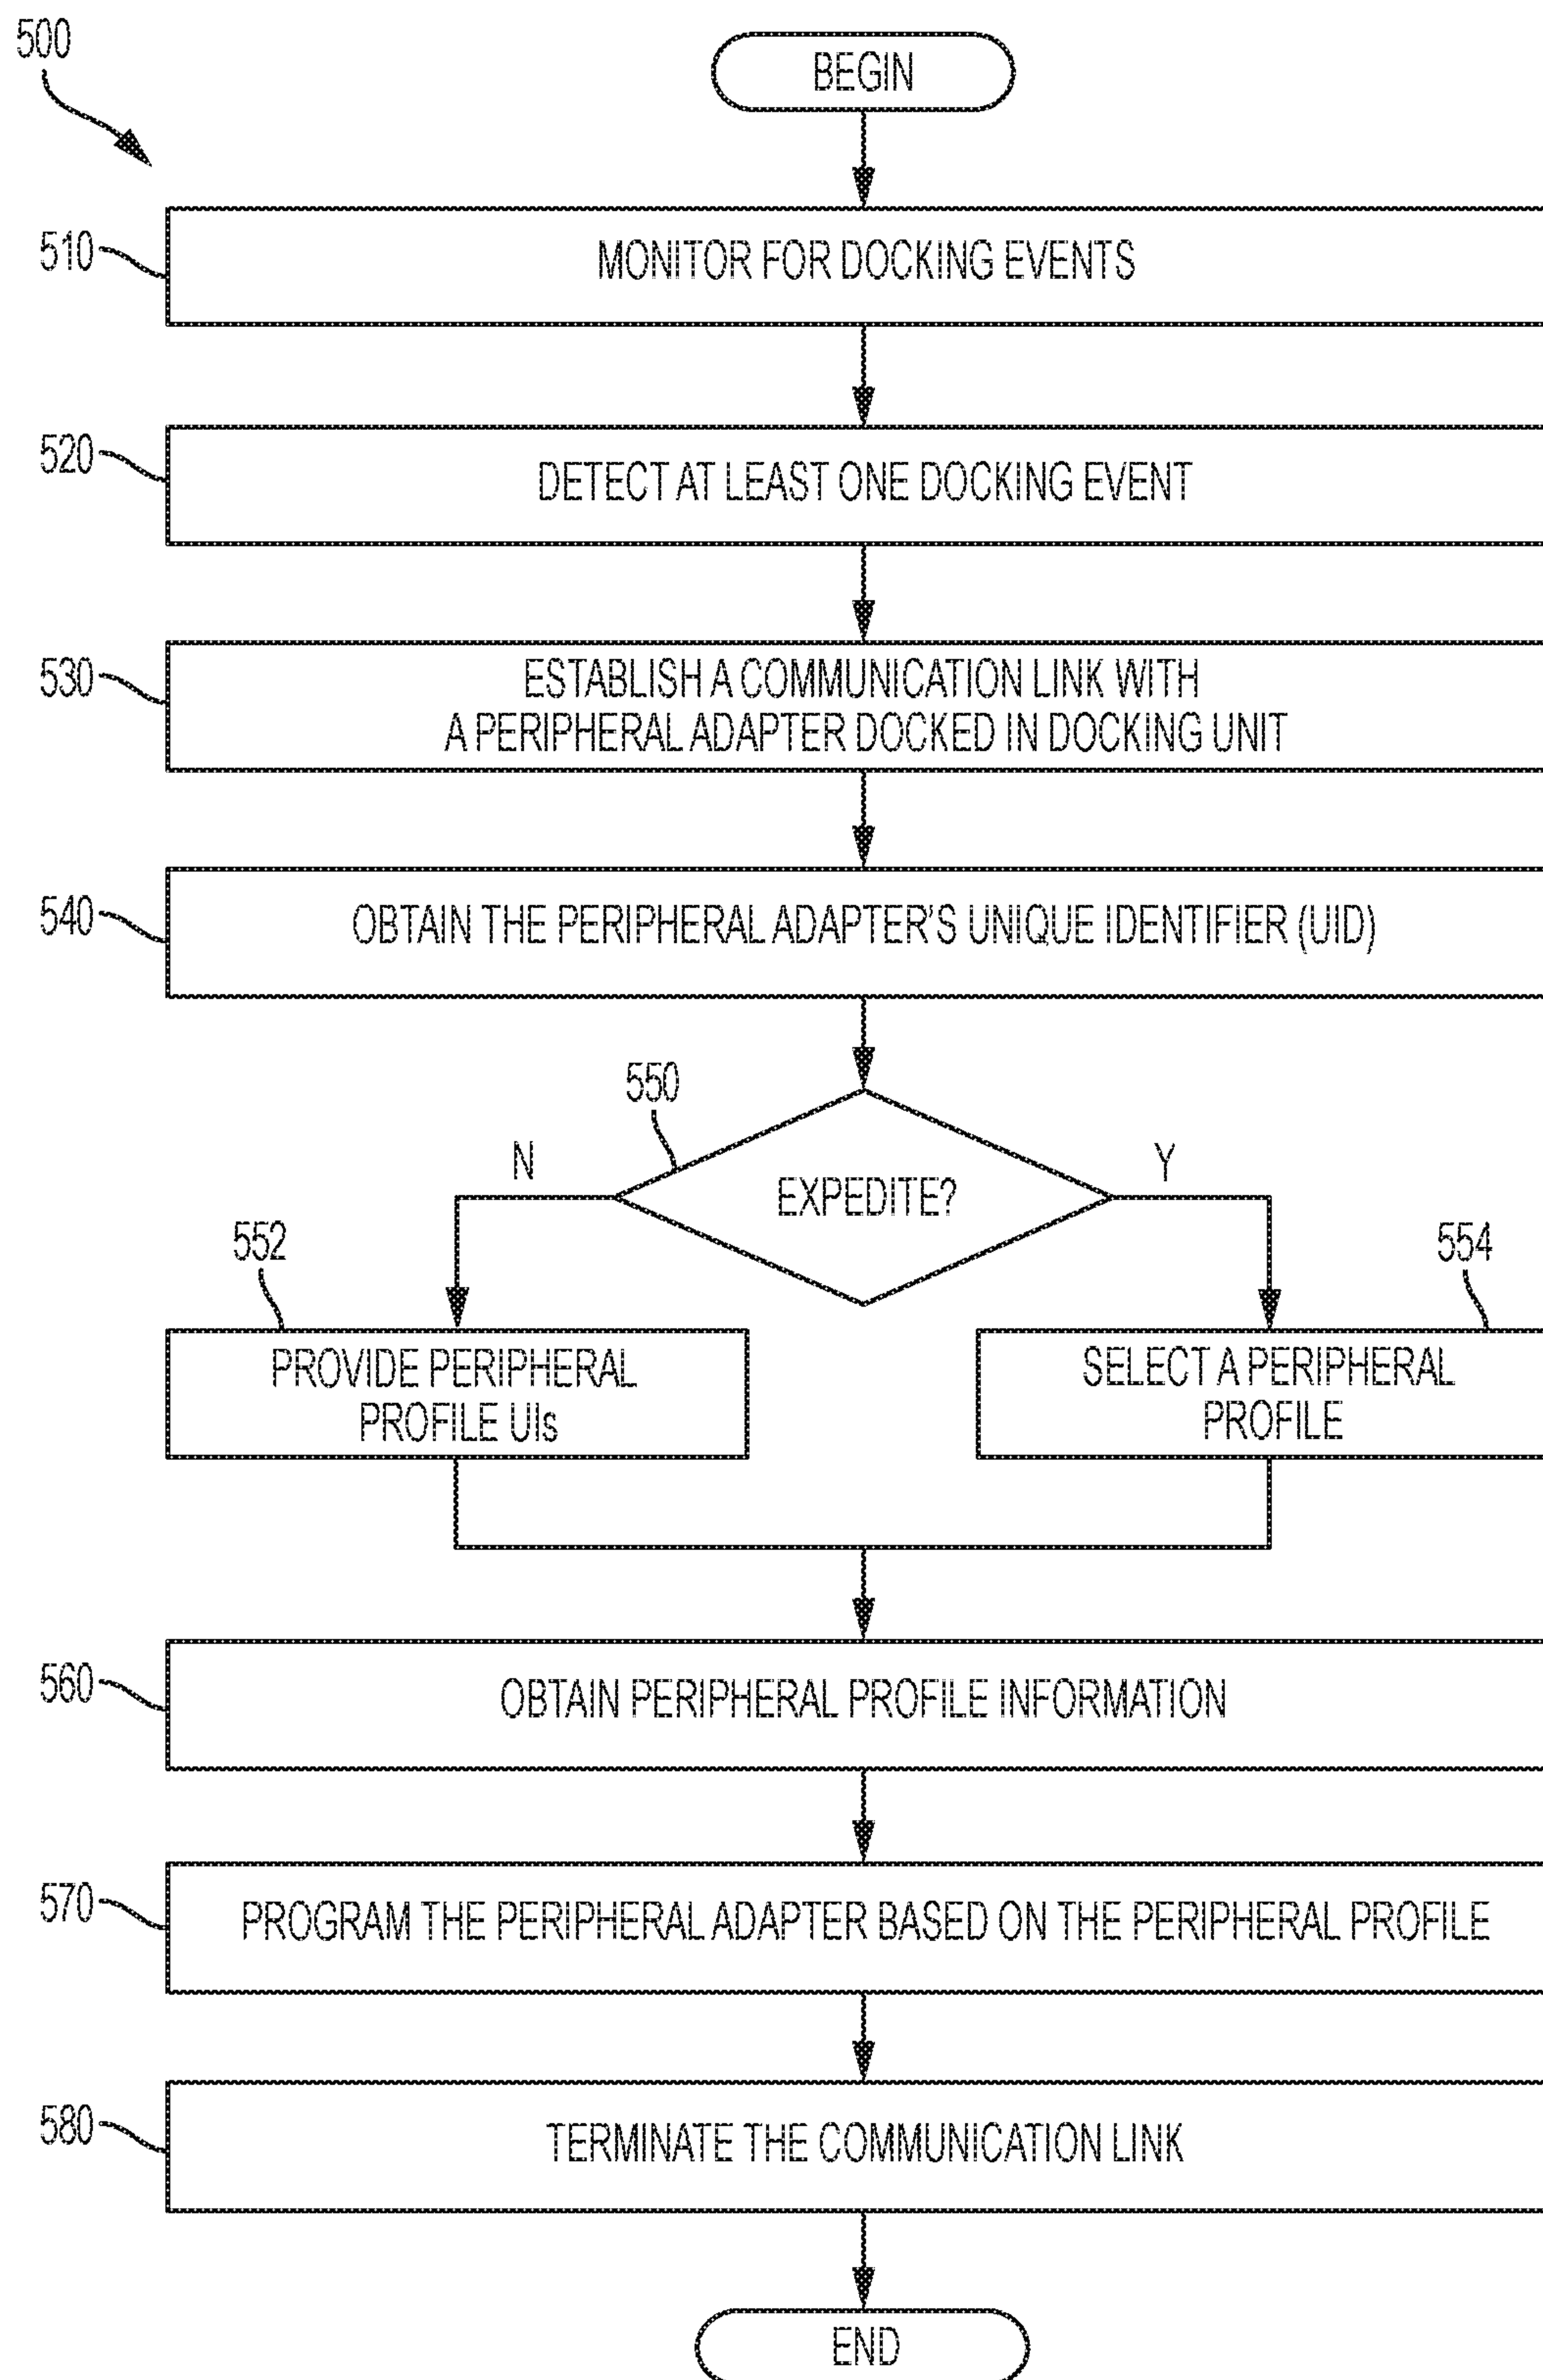 500
BEGIN
510
MONITOR FOR DOCKING EVENTS
520
DETECT AT LEAST ONE DOCKING EVENT
530
ESTABLISH A COMMUNICATION LINK WITH
A PERIPHERAL ADAPTER DOCKED IN DOCKING UNIT
540
OBTAIN THE PERIPHERAL ADAPTER'S UNIQUE IDENTIFIER (UID)
550
N
EXPEDITE?
Y
552
554
PROVIDE PERIPHERAL
PROFILE UIs
SELECT A PERIPHERAL
PROFILE
560
OBTAIN PERIPHERAL PROFILE INFORMATION
570
PROGRAM THE PERIPHERAL ADAPTER BASED ON THE PERIPHERAL PROFILE
580
TERMINATE THE COMMUNICATION LINK
END